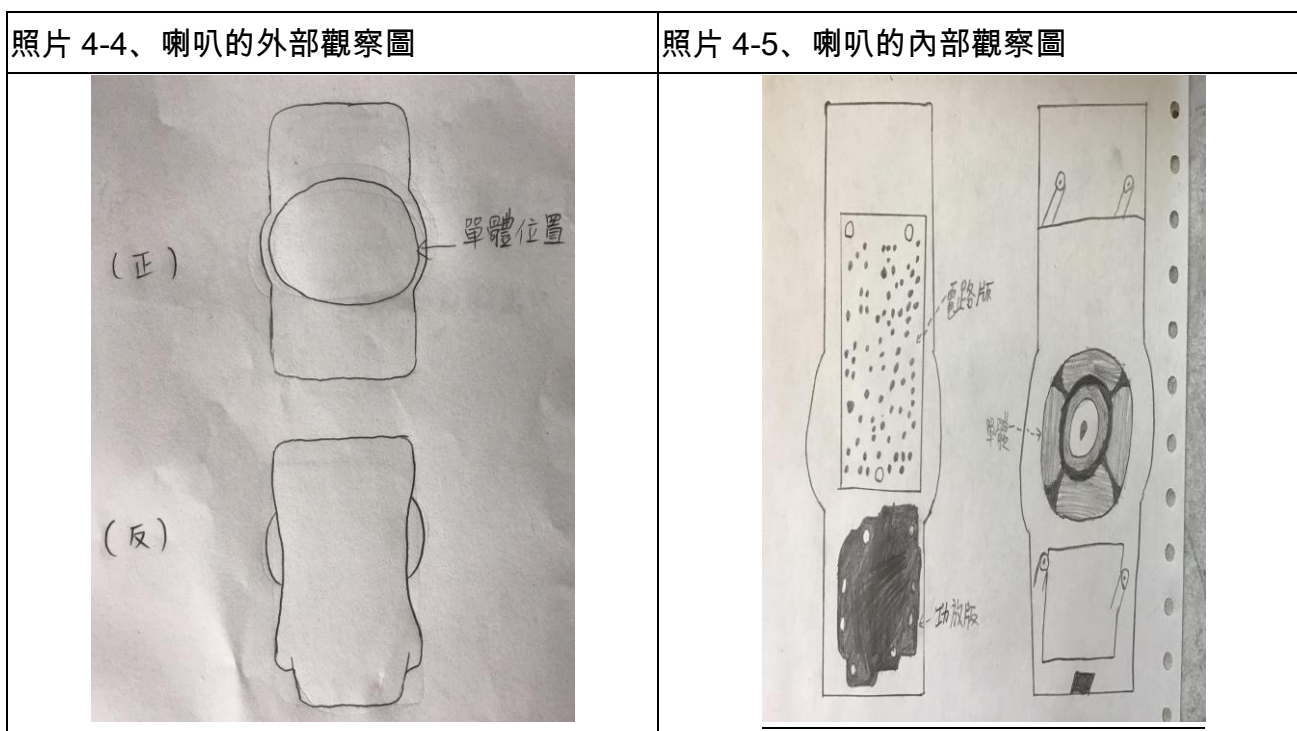 照片 4-4、喇叭的外部觀察圖
照片 4-5、喇叭的內部觀察圖
(正)
單體位置
(反)
電路版
單體
功放版